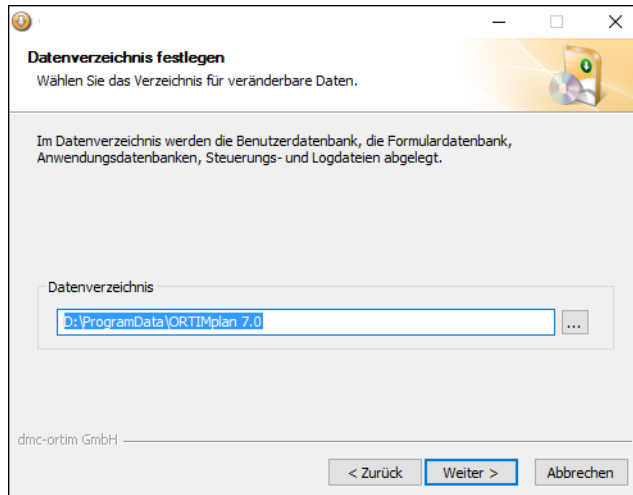 Datenverzeichnis festlegen
Wählen Sie das Verzeichnis für veränderbare Daten.
Im Datenverzeichnis werden die Benutzerdatenbank, die Formulardatenbank,
Anwendungsdatenbanken, Steuerungs- und Logdateien abgelegt.
Datenverzeichnis
D:\ProgramData\ORTIMplan 7.0
...
dmc-ortim GmbH
< Zurück
Weiter >
Abbrechen